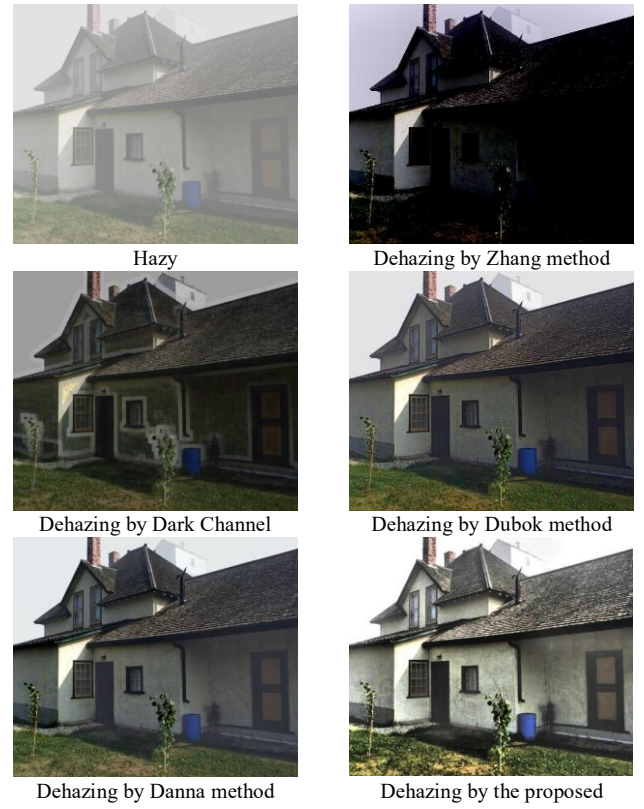 Hazy
Dehazing by Zhang method
Dehazing by Dark Channel
Dehazing by Dubok method
Dehazing by Danna method
Dehazing by the proposed